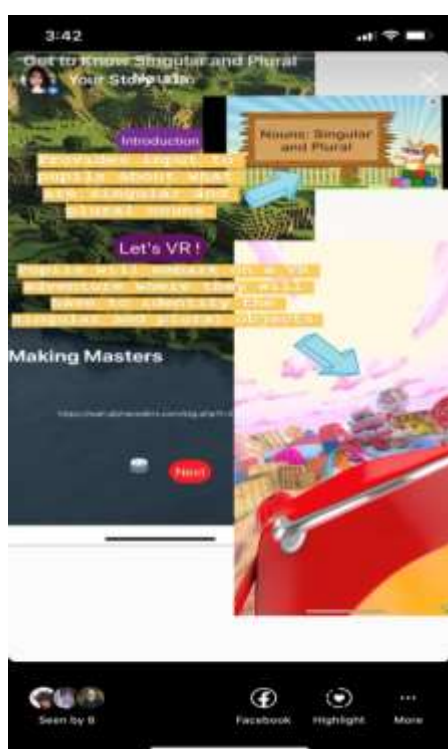 3:42
Get to Know Singular and Plural
Nouns
Your Story
Nouns: Singular
and Plural
Introduction
Provides input to
pupils about what
are singular and
plural nouns
Let's VR !
Pupils will embark on a VR
adventure where they will
have to identify the
singular and plural objects
Making Masters
Next
Seen by 8
Facebook
Highlight
More